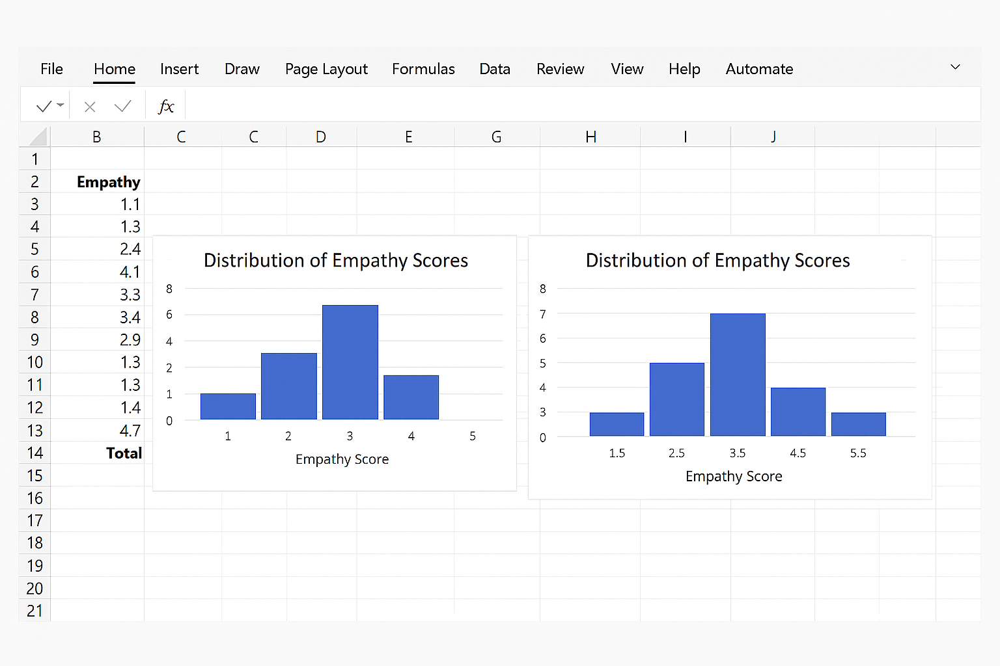 File Home Insert Draw Page Layout Formulas Data Review View Help Automate
fx
B C C D E G H I J
1
2 Empathy
3 1.1
4 1.3
5 2.4
6 4.1
7 3.3
8 3.4
9 2.9
10 1.3
11 1.3
12 1.4
13 4.7
14 Total
15
16
17
18
19
20
21
Distribution of Empathy Scores
8
6
4
2
1
0
1 2 3 4 5
Empathy Score
Distribution of Empathy Scores
8
7
6
5
4
3
0
1.5 2.5 3.5 4.5 5.5
Empathy Score